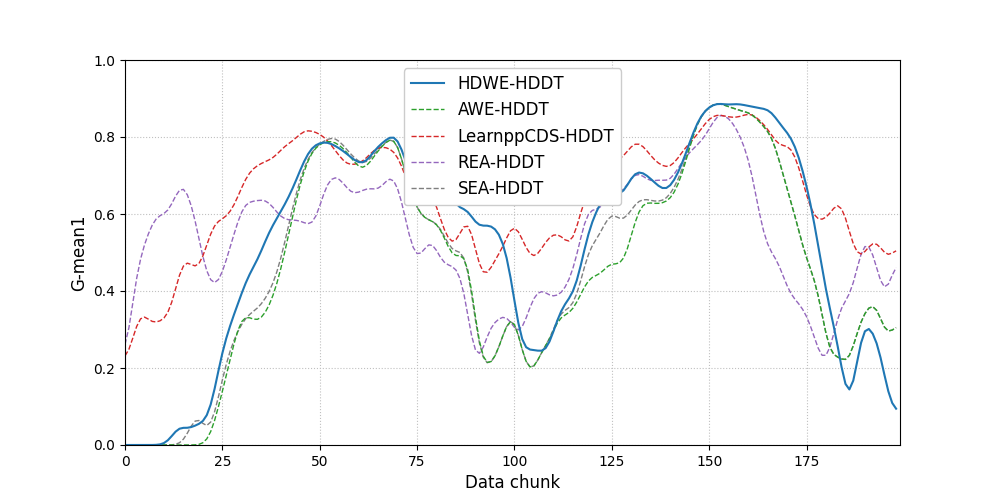 1.0
0.8
0.6
0.4
0.2
0.0
G-mean1
HDWE-HDDT
AWE-HDDT
LearnppCDS-HDDT
REA-HDDT
SEA-HDDT
0 25 50 75 100 125 150 175
Data chunk